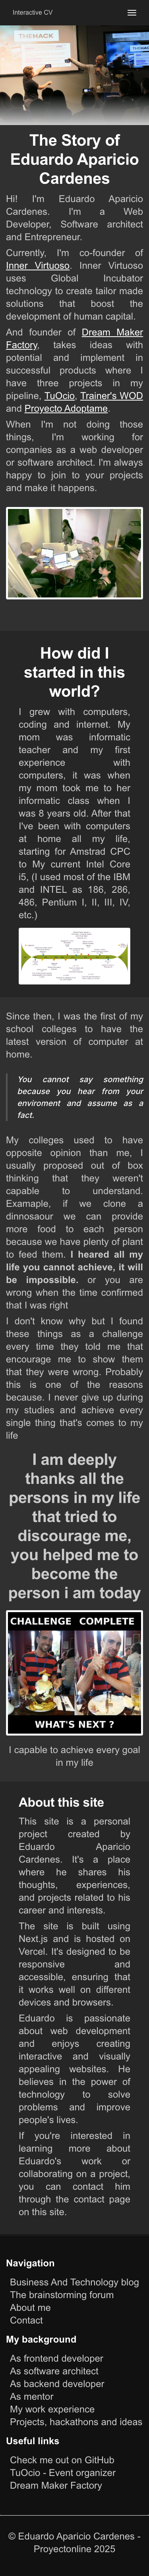 Interactive CV
THEHACK
The Story of
Eduardo Aparicio
Cardenes
Hi! I'm Eduardo Aparicio
Cardenes. I'm a Web
Developer, Software architect
and Entrepreneur.
Currently, I'm co-founder of
Inner Virtuoso. Inner Virtuoso
uses Global Incubator
technology to create tailor made
solutions that boost the
development of human capital.
And founder of Dream Maker
Factory, takes ideas with
potential and implement in
successful products where I
have three projects in my
pipeline, TuOcio, Trainer's WOD
and Proyecto Adoptame.
When I'm not doing those
things, I'm working for
companies as a web developer
or software architect. I'm always
happy to join to your projects
and make it happens.
How did I
started in this
world?
I grew with computers,
coding and internet. My
mom was informatic
teacher and my first
experience with
computers, it was when
my mom took me to her
informatic class when I
was 8 years old. After that
I've been with computers
at home all my life,
starting for Amstrad CPC
to My current Intel Core
i5, (I used most of the IBM
and INTEL as 186, 286,
486, Pentium I, II, III, IV,
etc.)
Since then, I was the first of my
school colleges to have the
latest version of computer at
home.
You cannot say something
because you hear from your
enviroment and assume as a
fact.
My colleges used to have
opposite opinion than me, I
usually proposed out of box
thinking that they weren't
capable to understand.
Examaple, if we clone a
dinnosaour we can provide
more food to each person
because we have plenty of plant
to feed them. I heared all my
life you cannot achieve, it will
be impossible. or you are
wrong when the time confirmed
that I was right
I don't know why but I found
these things as a challenge
every time they told me that
encourage me to show them
that they were wrong. Probably
this is one of the reasons
because. I never give up during
my studies and achieve every
single thing that's comes to my
life
I am deeply
thanks all the
persons in my life
that tried to
discourage me,
you helped me to
become the
person i am today
CHALLENGE COMPLETE
WHAT'S NEXT ?
I capable to achieve every goal
in my life
About this site
This site is a personal
project created by
Eduardo Aparicio
Cardenes. It's a place
where he shares his
thoughts, experiences,
and projects related to his
career and interests.
The site is built using
Next.js and is hosted on
Vercel. It's designed to be
responsive and
accessible, ensuring that
it works well on different
devices and browsers.
Eduardo is passionate
about web development
and enjoys creating
interactive and visually
appealing websites. He
believes in the power of
technology to solve
problems and improve
people's lives.
If you're interested in
learning more about
Eduardo's work or
collaborating on a project,
you can contact him
through the contact page
on this site.
Navigation
Business And Technology blog
The brainstorming forum
About me
Contact
My background
As frontend developer
As software architect
As backend developer
As mentor
My work experience
Projects, hackathons and ideas
Useful links
Check me out on GitHub
TuOcio - Event organizer
Dream Maker Factory
© Eduardo Aparicio Cardenes -
Proyectonline 2025